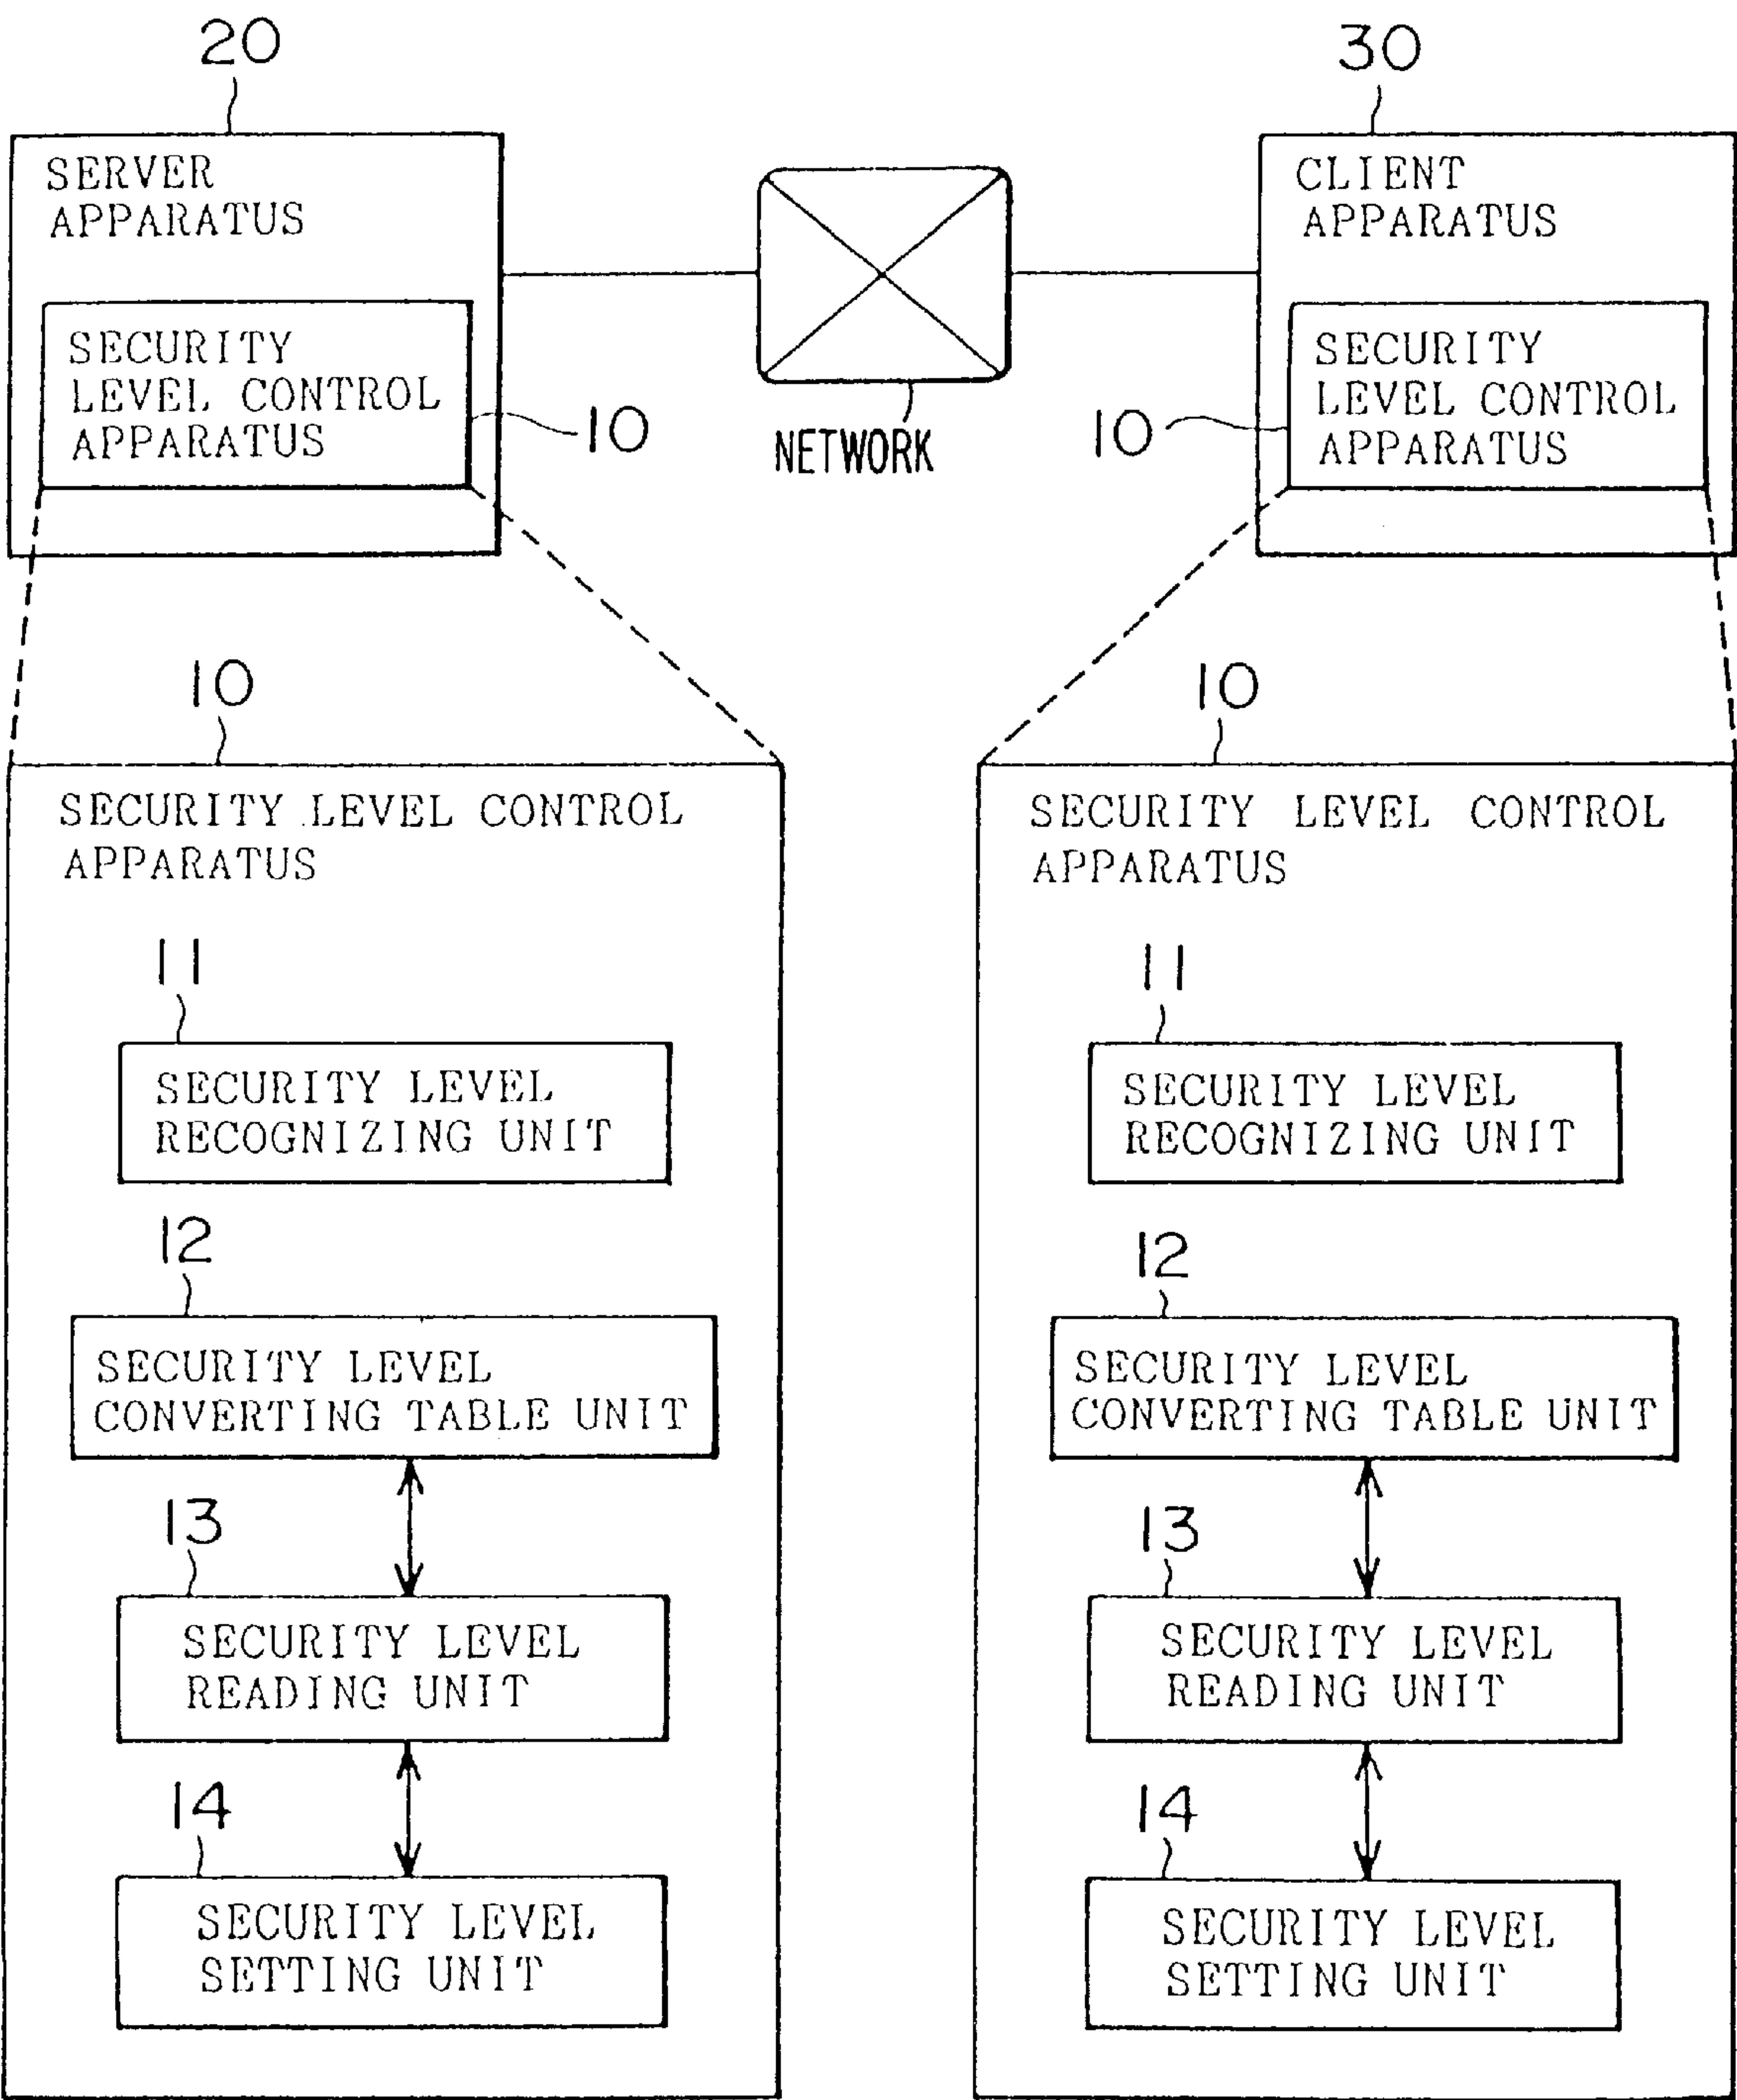 20
30
SERVER
APPARATUS
CLIENT
APPARATUS
SECURITY
LEVEL CONTROL
APPARATUS
10
NETWORK
10
SECURITY
LEVEL CONTROL
APPARATUS
10
SECURITY LEVEL CONTROL
APPARATUS
11
SECURITY LEVEL
RECOGNIZING UNIT
12
SECURITY LEVEL
CONVERTING TABLE UNIT
13
SECURITY LEVEL
READING UNIT
14
SECURITY LEVEL
SETTING UNIT
10
SECURITY LEVEL CONTROL
APPARATUS
11
SECURITY LEVEL
RECOGNIZING UNIT
12
SECURITY LEVEL
CONVERTING TABLE UNIT
13
SECURITY LEVEL
READING UNIT
14
SECURITY LEVEL
SETTING UNIT